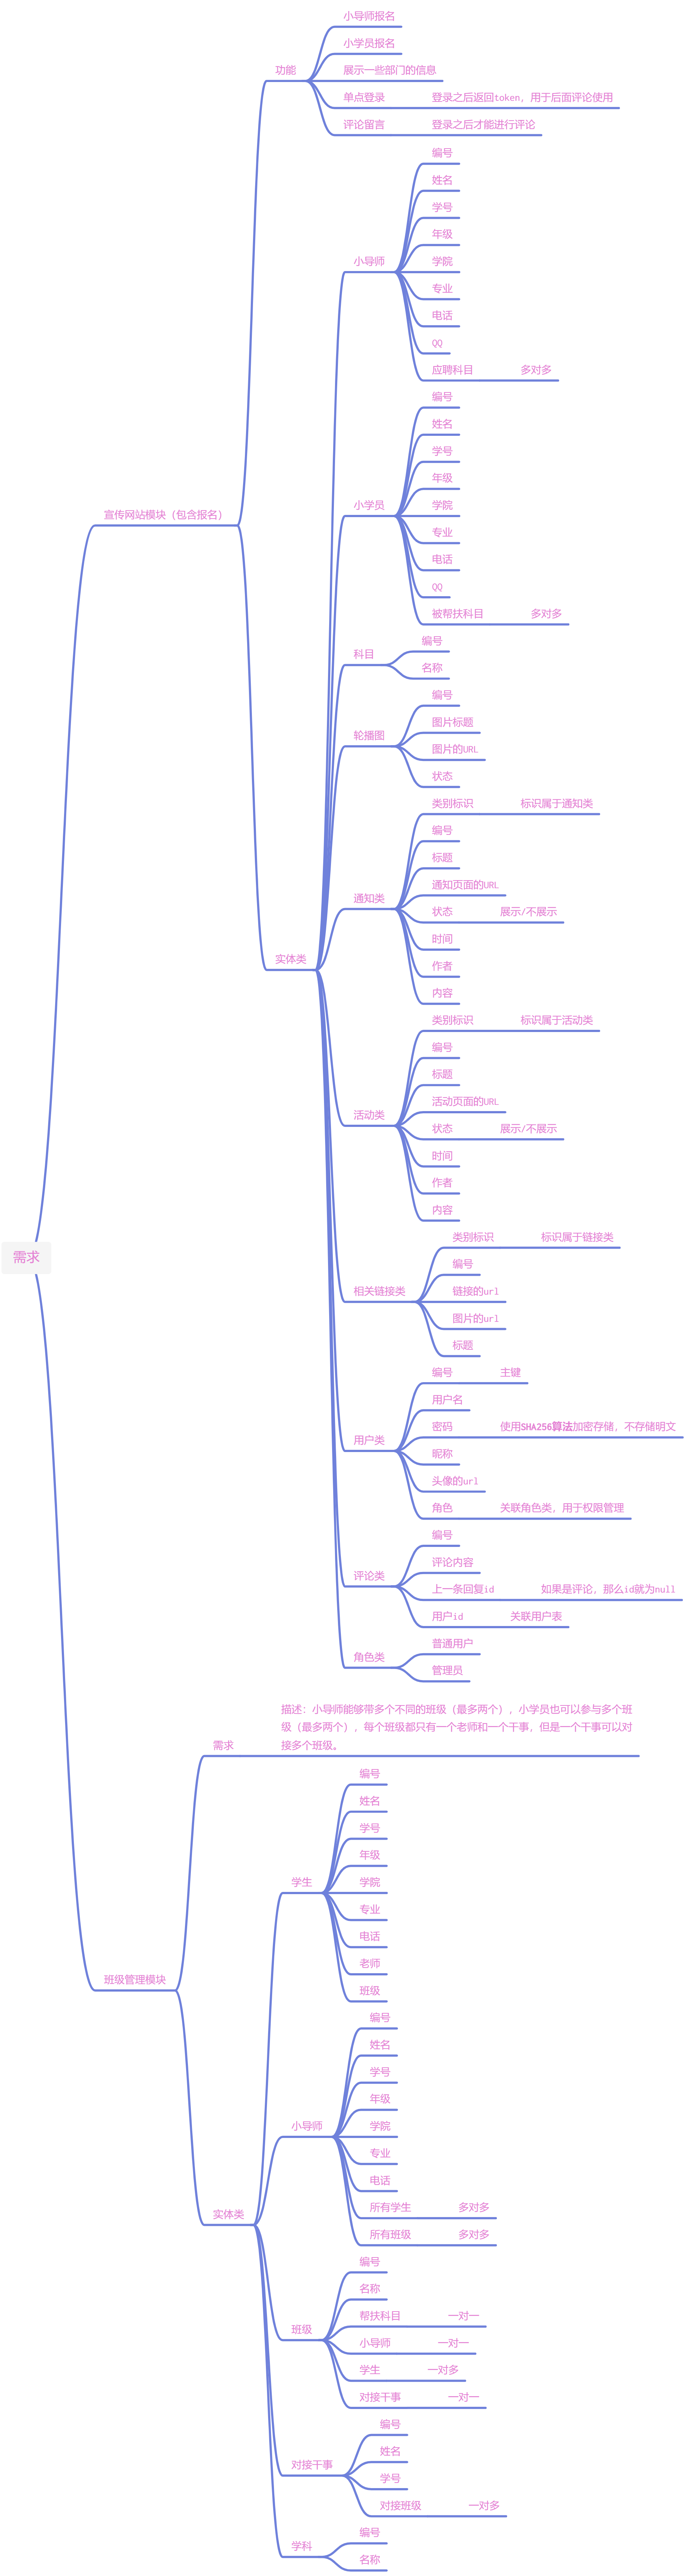 小导师报名
小学员报名
功能
展示一些部门的信息
单点登录 登录之后返回token，用于后面评论使用
评论留言 登录之后才能进行评论
编号
姓名
学号
年级
小导师
学院
专业
电话
QQ
应聘科目 多对多
编号
姓名
学号
年级
小学员
学院
宣传网站模块（包含报名）
专业
电话
QQ
被帮扶科目 多对多
编号
科目
名称
编号
图片标题
轮播图
图片的URL
状态
类别标识 标识属于通知类
编号
标题
通知页面的URL
通知类
状态 展示/不展示
时间
实体类
作者
内容
类别标识 标识属于活动类
编号
标题
活动页面的URL
活动类
状态 展示/不展示
时间
作者
内容
类别标识 标识属于链接类
需求
编号
相关链接类
链接的url
图片的url
标题
编号 主键
用户名
密码 使用SHA256算法加密存储，不存储明文
用户类
昵称
头像的url
角色 关联角色类，用于权限管理
编号
评论内容
评论类
上一条回复id 如果是评论，那么id就为null
用户id 关联用户表
普通用户
角色类
管理员
描述：小导师能够带多个不同的班级（最多两个），小学员也可以参与多个班
级（最多两个），每个班级都只有一个老师和一个干事，但是一个干事可以对
需求
接多个班级。
编号
姓名
学号
年级
学生
学院
专业
电话
老师
班级管理模块
班级
编号
姓名
学号
年级
小导师
学院
专业
电话
所有学生 多对多
实体类
所有班级 多对多
编号
名称
帮扶科目 一对一
班级
小导师 一对一
学生 一对多
对接干事 一对一
编号
姓名
对接干事
学号
对接班级 一对多
编号
学科
名称